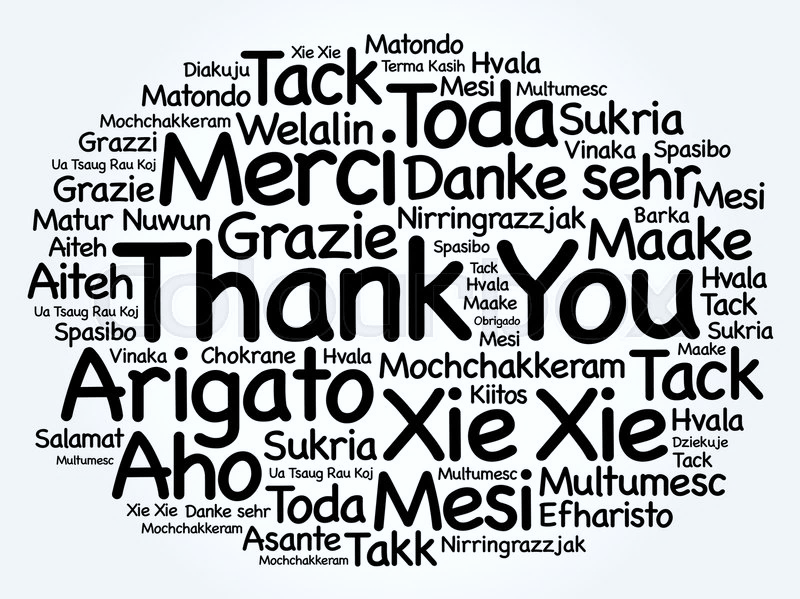 Xie Xie Matondo
Diakuju Tack Terma Kasih Hvala
Matondo Mesi Multumesc
Mochchakkeram Welalin Toda Sukria
Grazzi Merci Vinaka Spasibo
Ua Tsaug Rau Koj Danke sehr
Grazie Mesi
Matur Nuwun Grazie Nirringrazzjak Barka
Aiteh Spasibo Maake
Aiteh Thank You Tack Hvala
Hvala
Maake Tack
Ua Tsaug Rau Koj Obrigado
Spasibo Mesi Sukria
Vinaka Chokrane Hvala Maake
Arigato Mochchakkeram Tack
Kiitos
Xie Xie Hvala
Salamat Aho Sukria Dziekuje
Multumesc Tack
Ua Tsaug Rau Koj Multumesc
Mesi Multumesc
Xie Xie Danke sehr Toda Efharisto
Mochchakkeram
Asante Takk Nirringrazzjak
Mochchakkeram